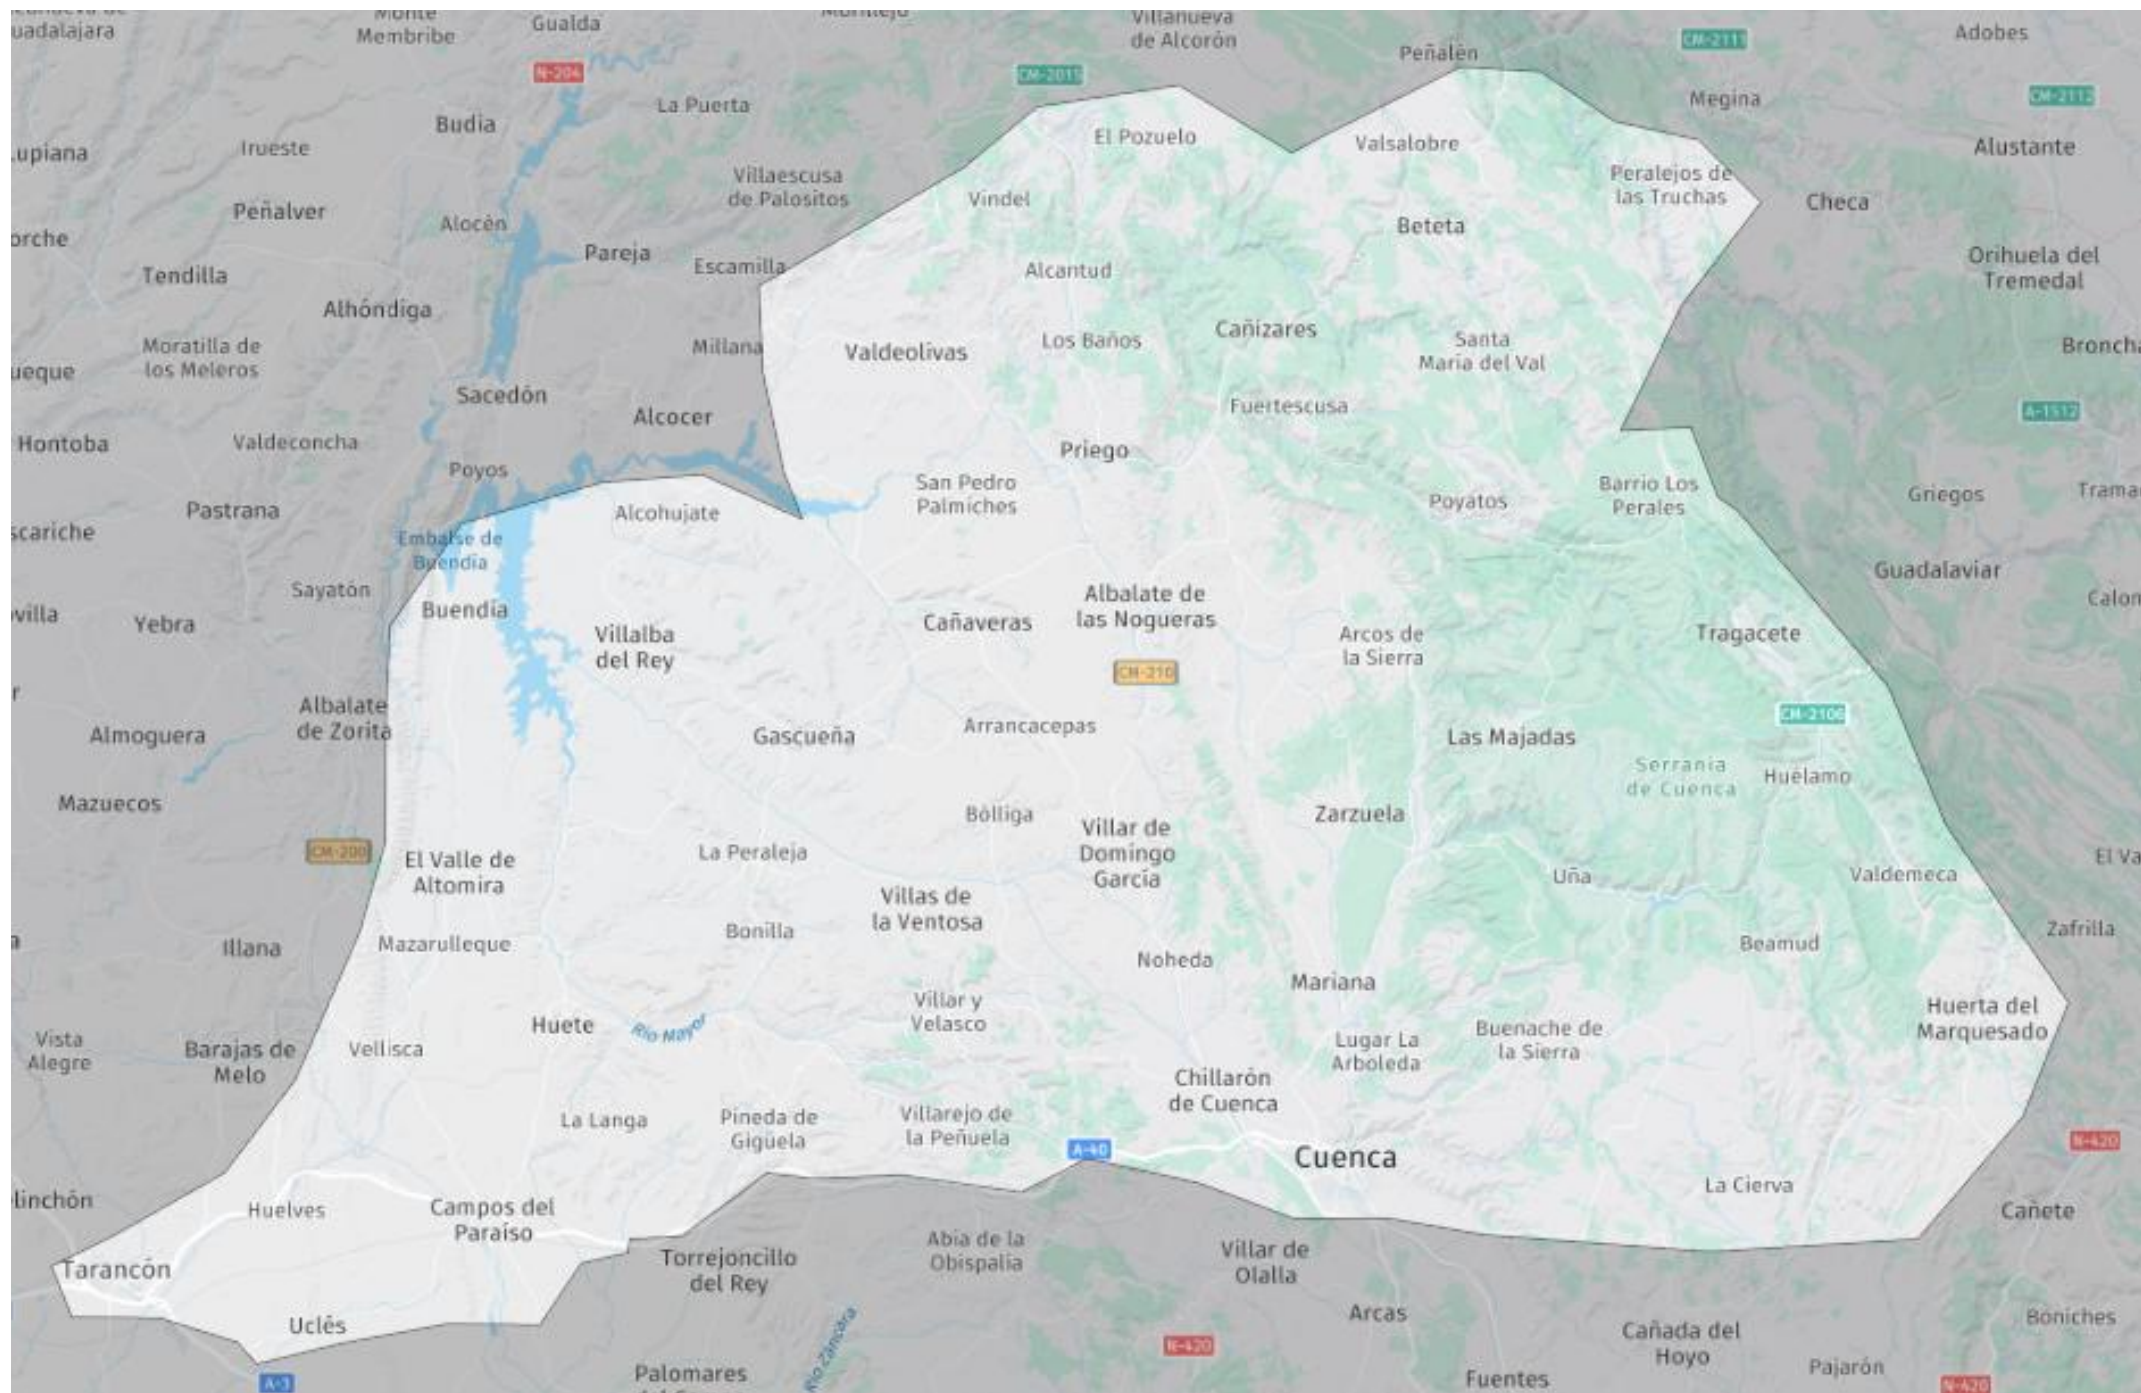 Monte
Membribe
Gualda
Villanueva
de Alcorón
Peñalén
CM-2111
Adobes
N-204
CM-2015
La Puerta
Megina
CM-2112
Budia
El Pozuelo
Valsalobre
Alustante
Irueste
Villaescusa
de Palositos
Peralejos de
las Truchas
Vindel
Checa
Peñalver
Alocén
Beteta
Pareja
Escamilla
Alcantud
Orihuela del
Tremedal
Tendilla
Alhóndiga
Cañizares
Los Baños
Santa
María del Val
Moratilla de
los Meleros
Millana
Valdeolivas
Sacedón
Alcocer
Fuertescusa
A-1512
Hontoba
Valdeconcha
Priego
Poyos
San Pedro
Palmiches
Poyatos
Barrio Los
Perales
Griegos
Pastrana
Alcohujate
Embalse de
Buendía
Guadalaviar
Sayatón
Buendía
Albalate de
las Nogueras
Yebra
Villalba
del Rey
Cañaveras
Arcos de
la Sierra
Tragacete
CM-210
Albalate
de Zorita
CM-2106
Almoguera
Gascueña
Arrancacepas
Las Majadas
Serranía
de Cuenca
Huélamo
Mazuecos
Bólliga
Zarzuela
CM-200
El Valle de
Altomira
La Peraleja
Villar de
Domingo
García
Uña
Valdemeca
Villas de
la Ventosa
Illana
Mazarulleque
Bonilla
Noheda
Beamud
Zafrilla
Mariana
Villar y
Velasco
Huerta del
Marquesado
Huete
Río Mayor
Lugar La
Arboleda
Buenache de
la Sierra
Vista
Alegre
Barajas de
Melo
Vellisca
Chillarón
de Cuenca
La Langa
Pineda de
Gigüela
Villarejo de
la Peñuela
A-40
Cuenca
N-420
La Cierva
Huelves
Campos del
Paraíso
Cañete
Tarancón
Torrejoncillo
del Rey
Abia de la
Obispalía
Villar de
Olalla
Uclés
Río Záncara
Arcas
Boniches
N-420
Cañada del
Hoyo
Pajarón
A-3
Palomares
Fuentes
N-420